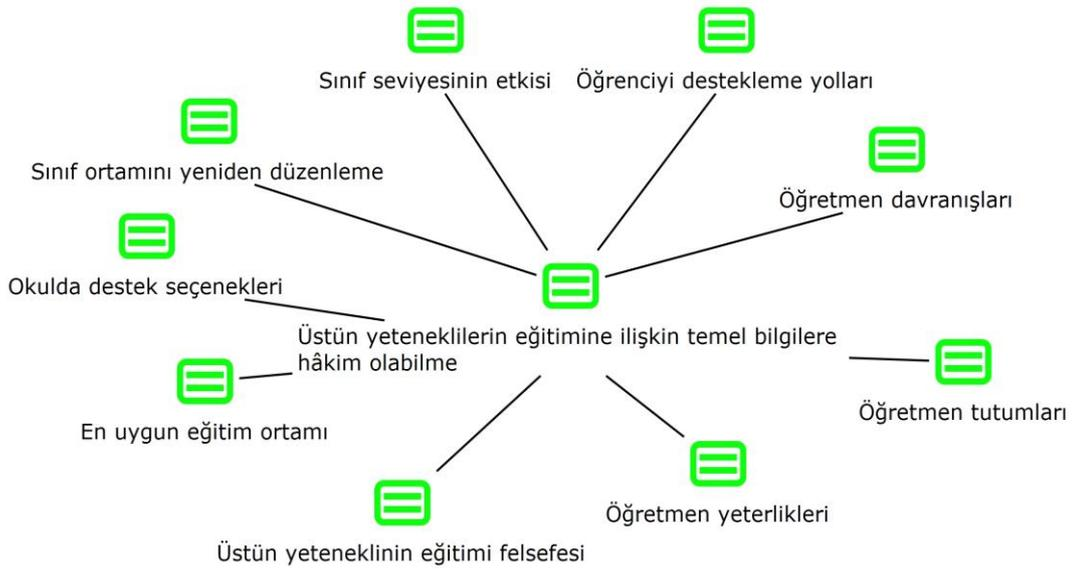 Sınıf seviyesinin etkisi
Öğrenciyi destekleme yolları
Sınıf ortamını yeniden düzenleme
Öğretmen davranışları
Okulda destek seçenekleri
Üstün yeteneklilerin eğitimine ilişkin temel bilgilere
hâkim olabilme
Öğretmen tutumları
En uygun eğitim ortamı
Öğretmen yeterlikleri
Üstün yeteneklinin eğitimi felsefesi